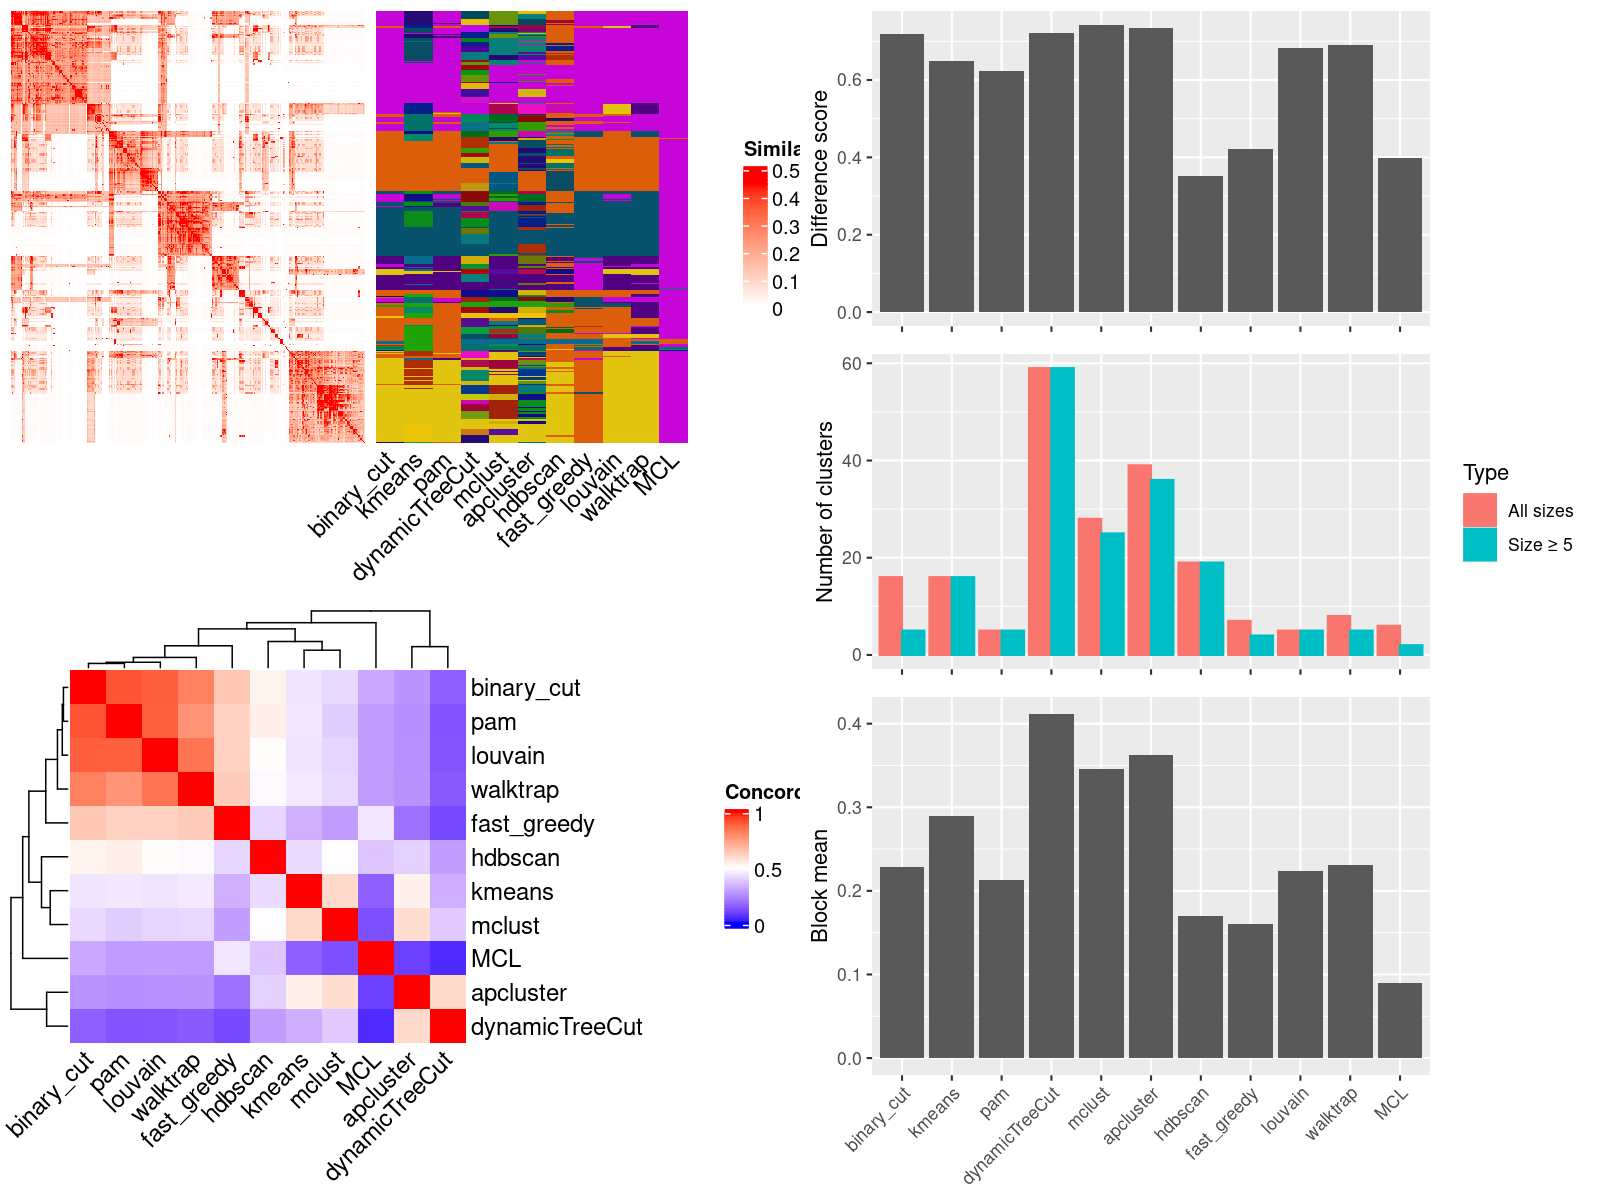 Simila
0.5
0.4
0.3
0.2
0.1
0
binary_cut
kmeans
pam
dynamicTreeCut
mclust
apcluster
hdbscan
fast_greedy
louvain
walktrap
MCL
binary_cut
pam
louvain
walktrap
fast_greedy
hdbscan
kmeans
mclust
MCL
apcluster
dynamicTreeCut
binary_cut
pam
louvain
walktrap
fast_greedy
hdbscan
kmeans
mclust
MCL
apcluster
dynamicTreeCut
Concord
1
0.5
0
Difference score
0.6
0.4
0.2
0.0
Number of clusters
60
40
20
0
Type
All sizes
Size ≥ 5
Block mean
0.4
0.3
0.2
0.1
0.0
binary_cut
kmeans
pam
dynamicTreeCut
mclust
apcluster
hdbscan
fast_greedy
louvain
walktrap
MCL